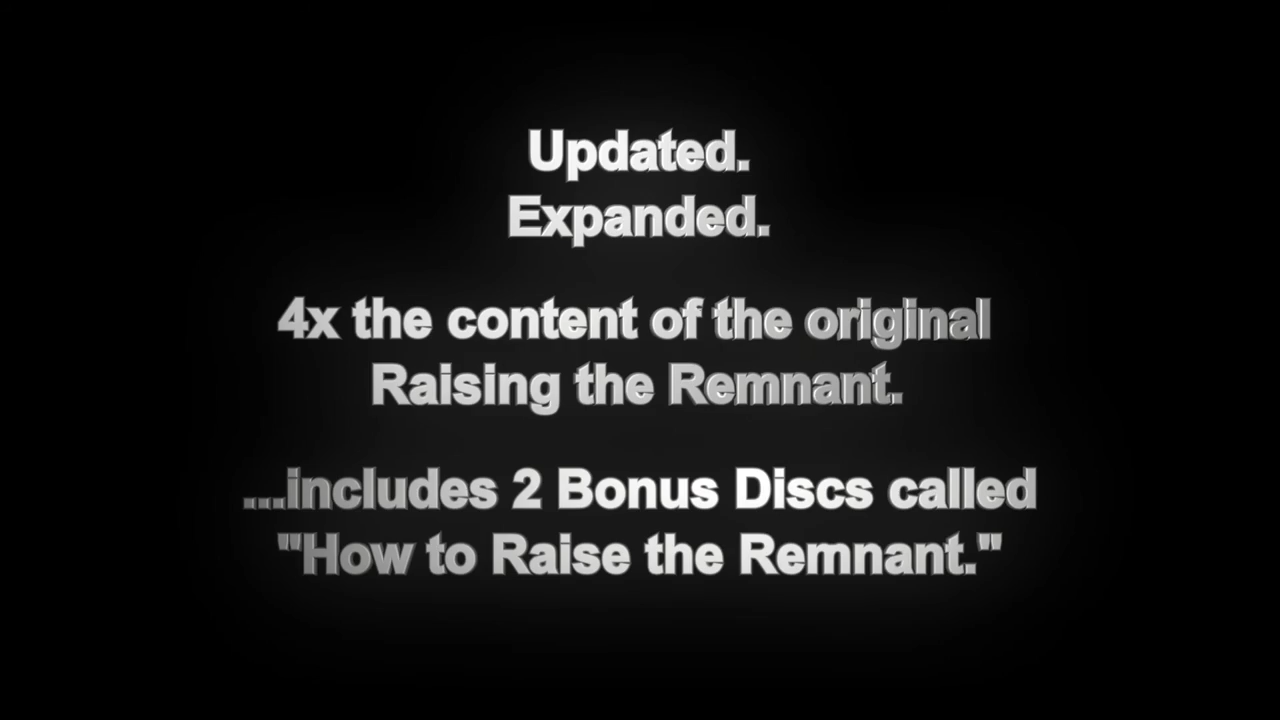 Updated.
Expanded.
4x the content of the original
Raising the Remnant.
...includes 2 Bonus Discs called
"How to Raise the Remnant."